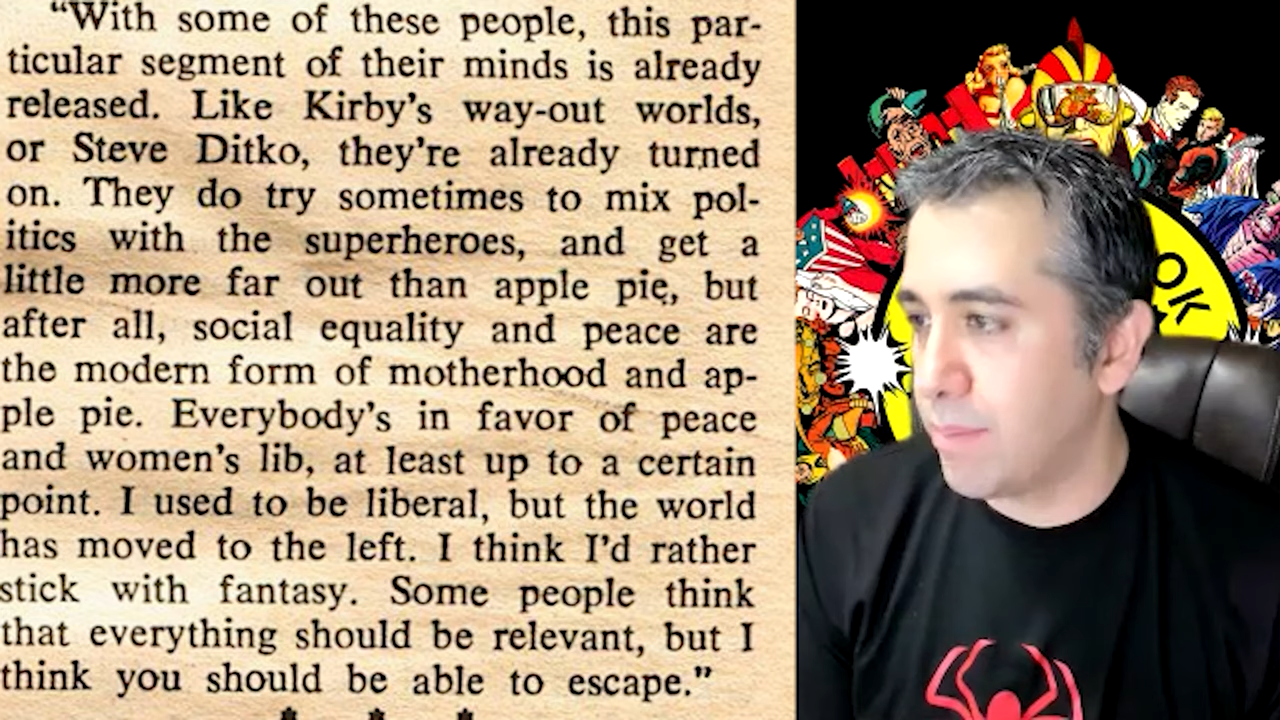 “With some of these people, this par-
ticular segment of their minds is already
released. Like Kirby’s way-out worlds,
or Steve Ditko, they’re already turned
on. They do try sometimes to mix pol-
itics with the superheroes, and get a
little more far out than apple pie, but
after all, social equality and peace are
the modern form of motherhood and ap-
ple pie. Everybody’s in favor of peace
and women’s lib, at least up to a certain
point. I used to be liberal, but the world
has moved to the left. I think I’d rather
stick with fantasy. Some people think
that everything should be relevant, but I
think you should be able to escape.”
* * *
OK